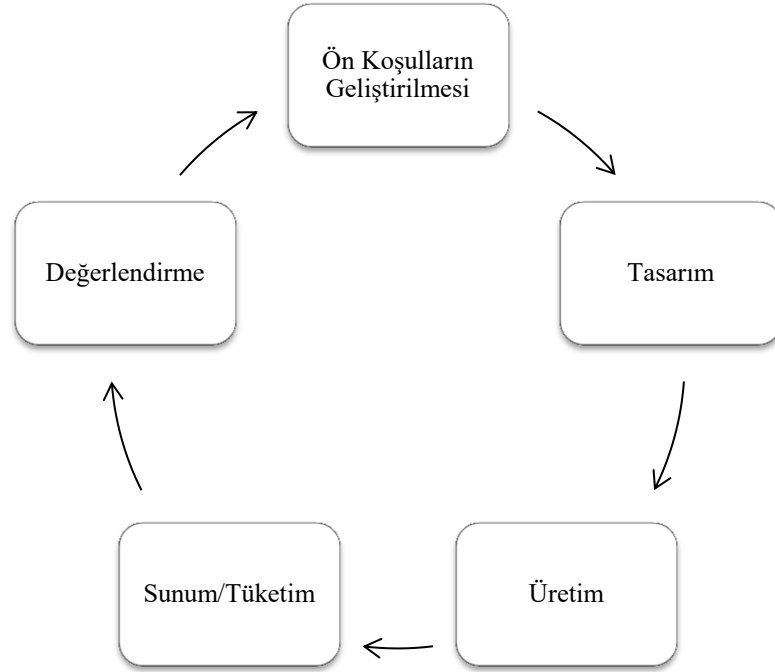 Ön Koşulların
Geliştirilmesi
Tasarım
Üretim
Sunum/Tüketim
Değerlendirme